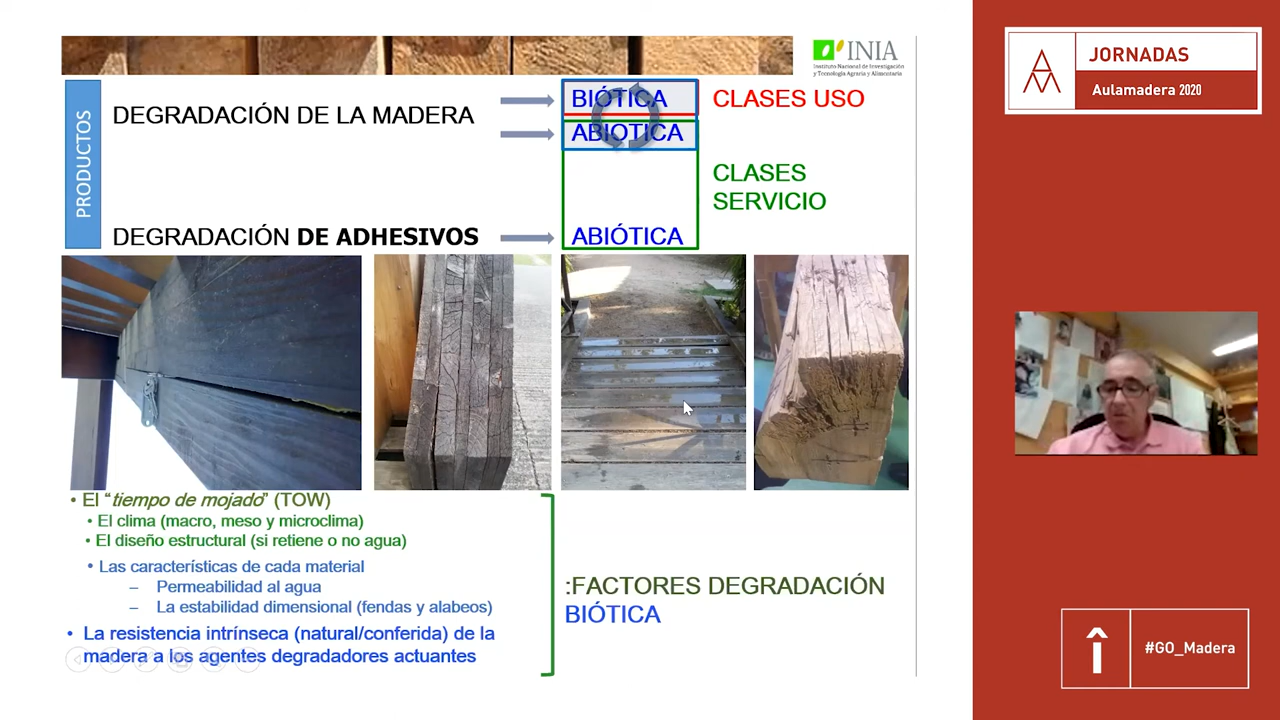 INIA
Instituto Nacional de Investigación
y Tecnología Agraria y Alimentaria
PRODUCTOS
DEGRADACIÓN DE LA MADERA
BIÓTICA
CLASES USO
ABIÓTICA
CLASES
SERVICIO
DEGRADACIÓN DE ADHESIVOS
ABIÓTICA
• El “tiempo de mojado” (TOW)
• El clima (macro, meso y microclima)
• El diseño estructural (si retiene o no agua)
• Las características de cada material
– Permeabilidad al agua
– La estabilidad dimensional (fendas y alabeos)
• La resistencia intrínseca (natural/conferida) de la
madera a los agentes degradadores actuantes
:FACTORES DEGRADACIÓN
BIÓTICA
JORNADAS
Aulamadera 2020
#GO_Madera